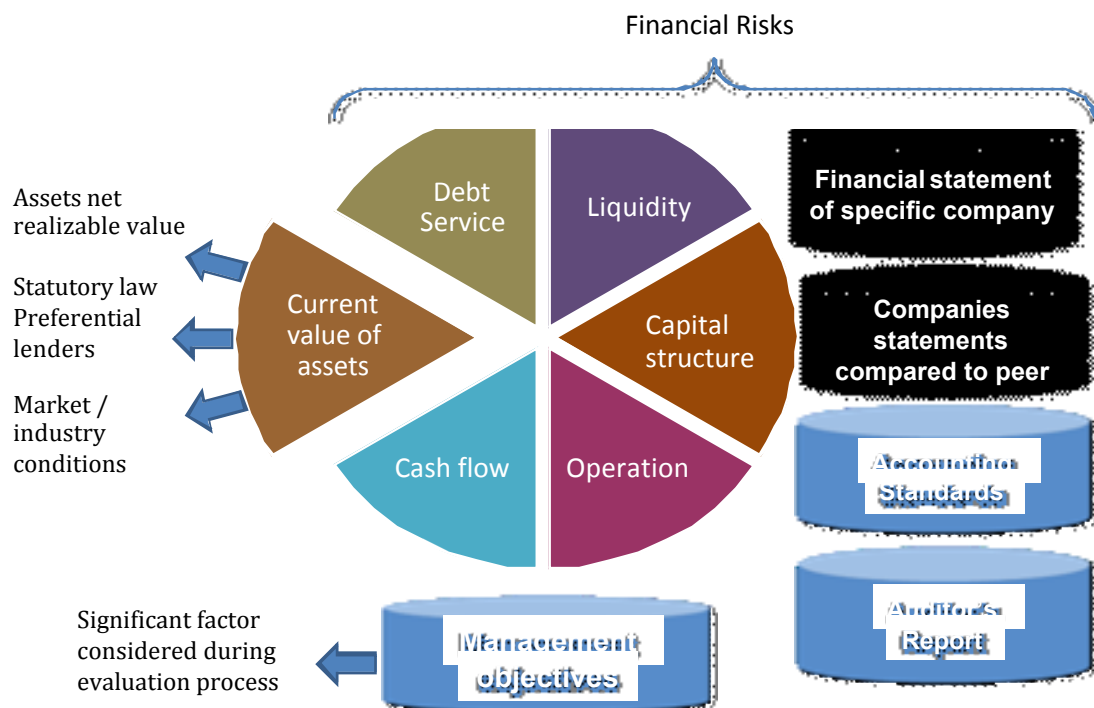 Financial Risks
Debt
Service
Liquidity
Financial statement
of specific company
Assets net
realizable value
Statutory law
Preferential
lenders
Market /
industry
conditions
Current
value of
assets
Capital
structure
Companies
statements
compared to peer
Cash flow
Operation
Accounting
Standards
Auditor's
Report
Significant factor
considered during
evaluation process
Management
objectives